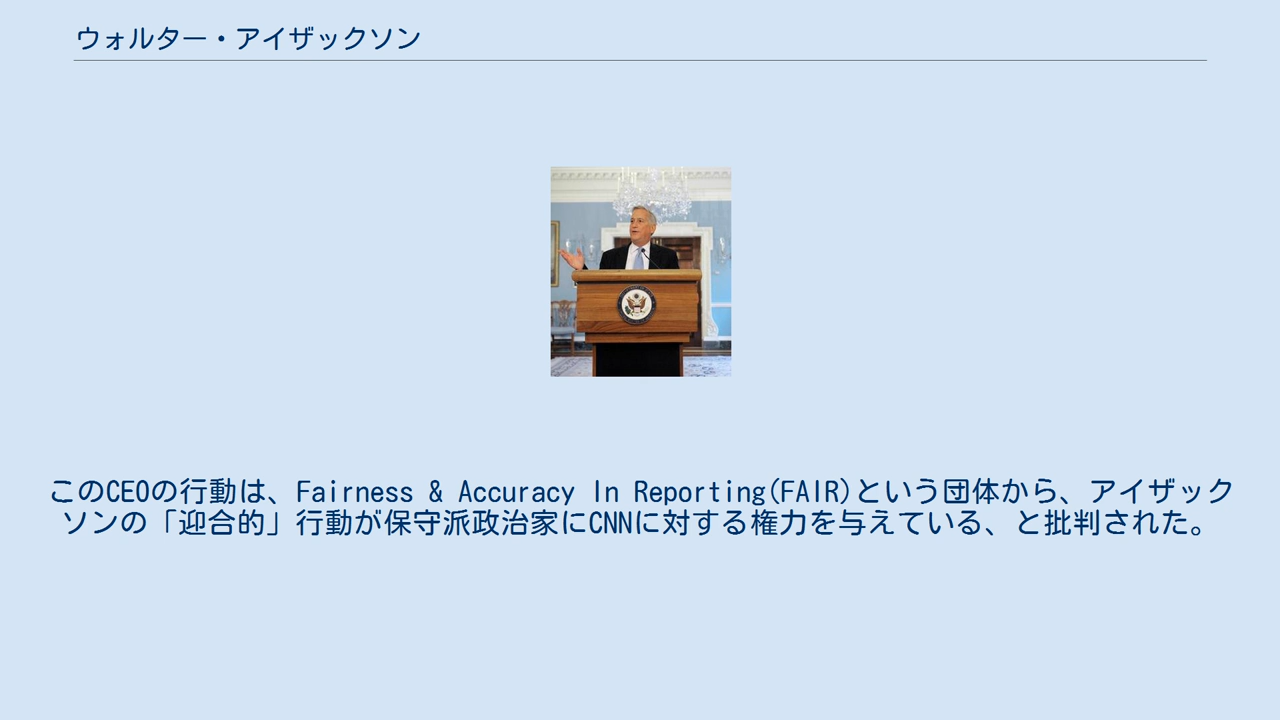 ウォルター・アイザックソン
このCEOの行動は、Fairness & Accuracy In Reporting(FAIR)という団体から、アイザック
ソンの「迎合的」行動が保守派政治家にCNNに対する権力を与えている、と批判された。